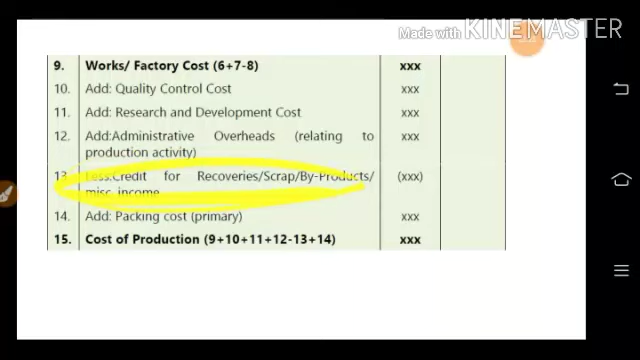 Made with KINEMASTER
9. Works/ Factory Cost (6+7-8) xxx
10. Add: Quality Control Cost xxx
11. Add: Research and Development Cost xxx
12. Add:Administrative Overheads (relating to xxx
production activity)
13. Less:Credit for Recoveries/Scrap/By-Products/ (xxx)
misc. income
14. Add: Packing cost (primary) xxx
15. Cost of Production (9+10+11+12-13+14) xxx